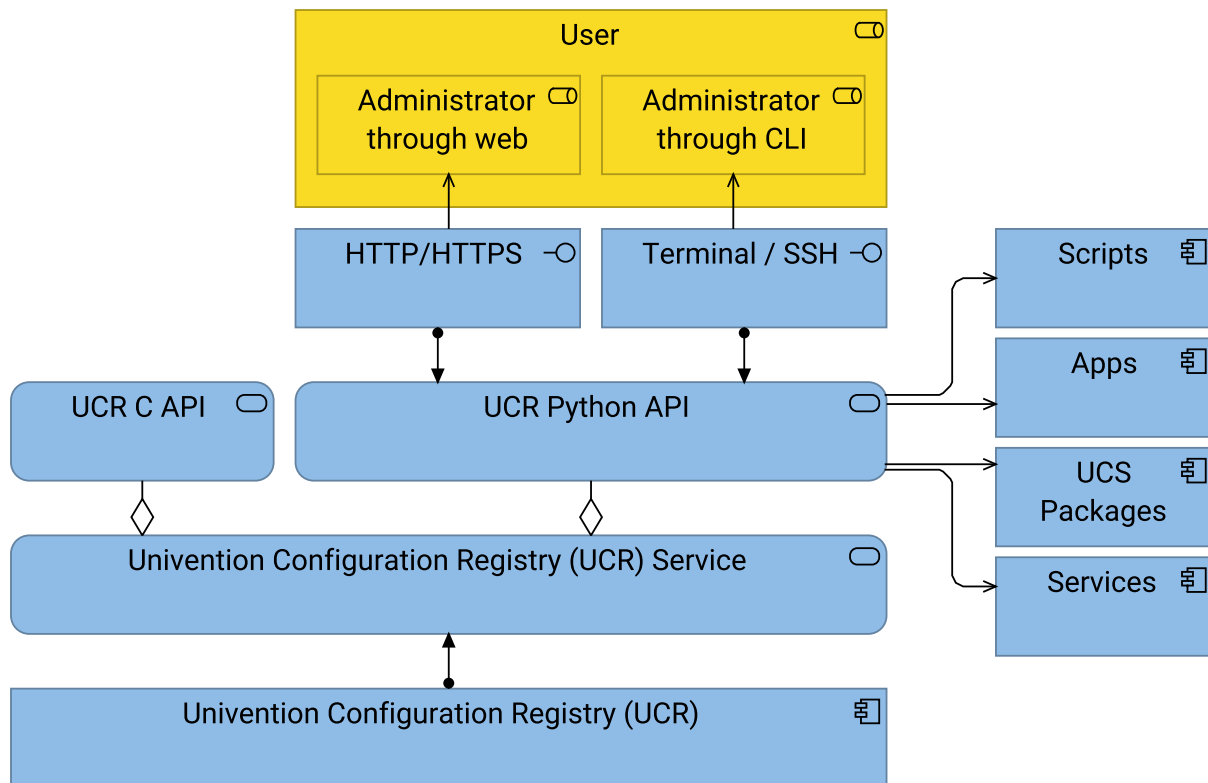 User
Administrator
through web
Administrator
through CLI
HTTP/HTTPS
Terminal / SSH
Scripts
Apps
UCR C API
UCR Python API
UCS
Packages
Univention Configuration Registry (UCR) Service
Services
Univention Configuration Registry (UCR)